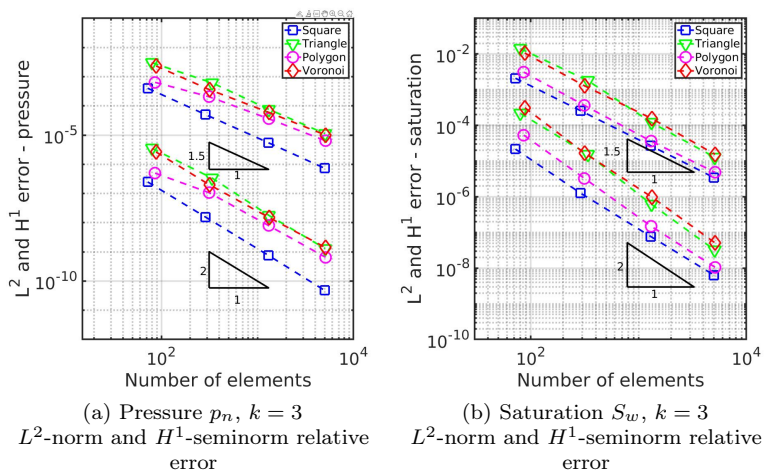 L² and H¹ error - pressure
10⁻⁵
10⁻¹⁰
Square
Triangle
Polygon
Voronoi
1.5
1
2
1
10²
10⁴
Number of elements
(a) Pressure pₙ, k = 3
L²-norm and H¹-seminorm relative
error
L² and H¹ error - saturation
10⁻²
10⁻⁴
10⁻⁶
10⁻⁸
10⁻¹⁰
Square
Triangle
Polygon
Voronoi
1.5
1
2
1
10²
10⁴
Number of elements
(b) Saturation S_w, k = 3
L²-norm and H¹-seminorm relative
error